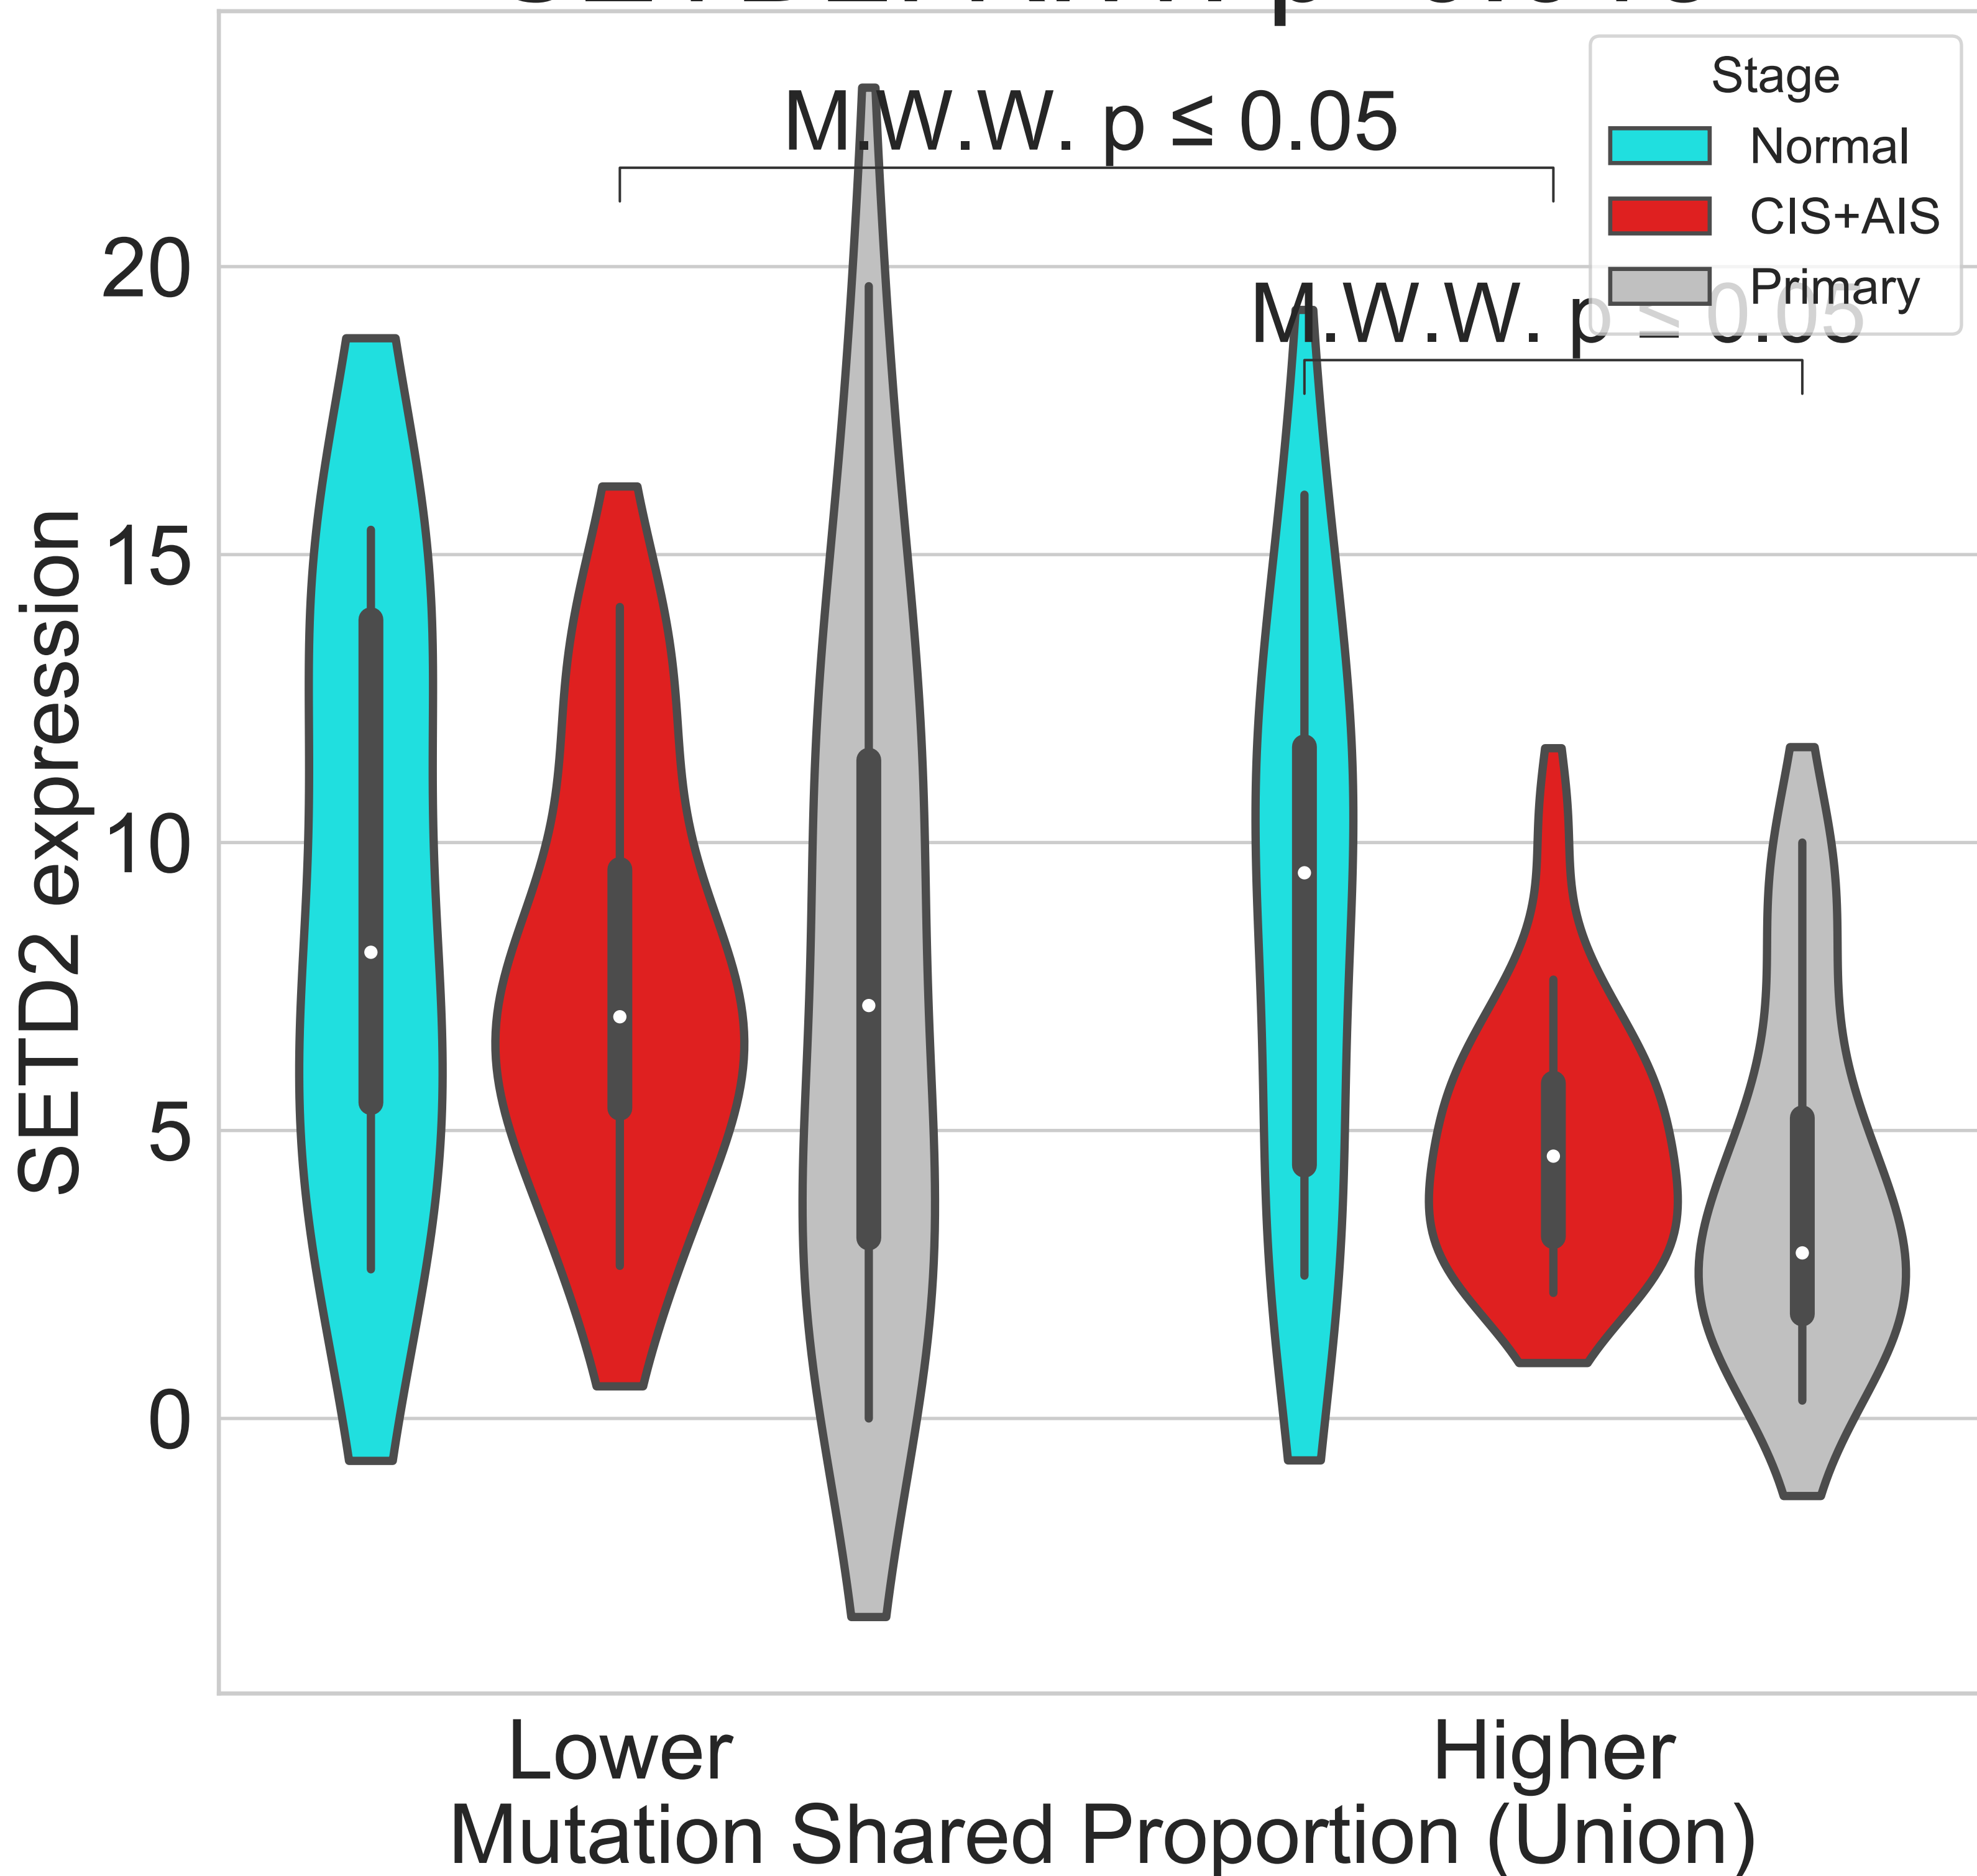 M.W.W. p ≤ 0.05
Stage
Normal
CIS+AIS
Primary
M.W.W. p ≤ 0.05
20
15
10
5
0
SETD2 expression
Lower
Higher
Mutation Shared Proportion (Union)